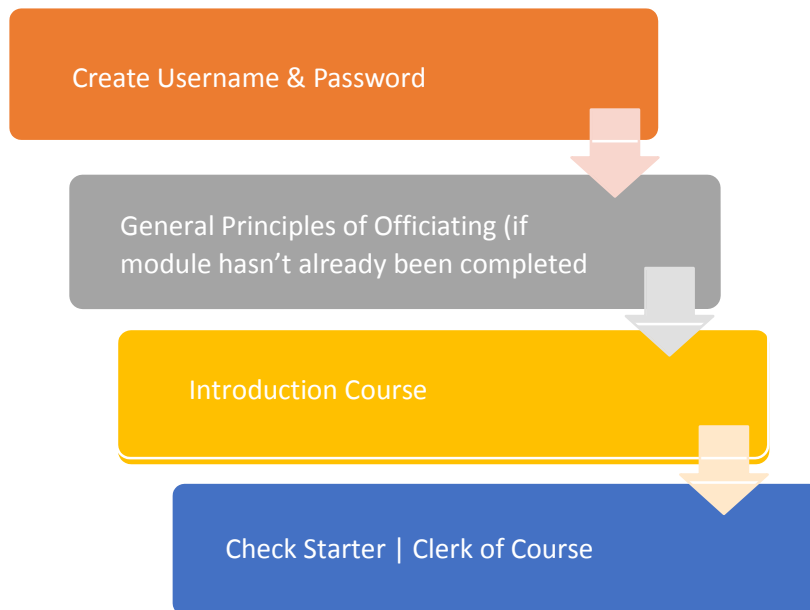 Create Username & Password
General Principles of Officiating (if
module hasn’t already been completed
Introduction Course
Check Starter | Clerk of Course